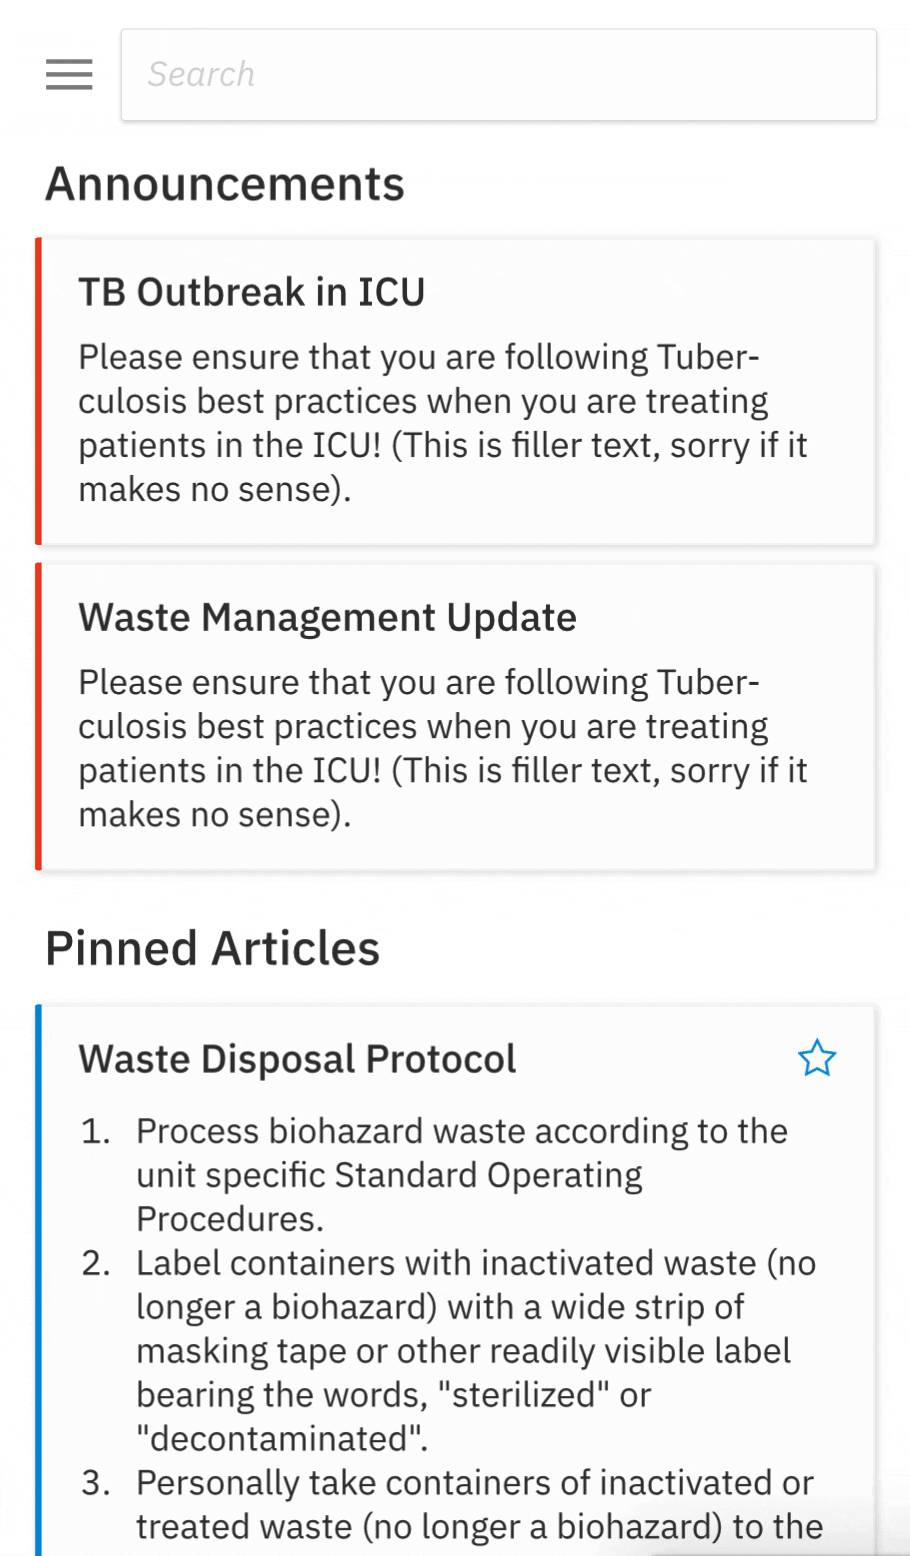 Search
Announcements
TB Outbreak in ICU
Please ensure that you are following Tuber-
culosis best practices when you are treating
patients in the ICU! (This is filler text, sorry if it
makes no sense).
Waste Management Update
Please ensure that you are following Tuber-
culosis best practices when you are treating
patients in the ICU! (This is filler text, sorry if it
makes no sense).
Pinned Articles
Waste Disposal Protocol
1. Process biohazard waste according to the
unit specific Standard Operating
Procedures.
2. Label containers with inactivated waste (no
longer a biohazard) with a wide strip of
masking tape or other readily visible label
bearing the words, "sterilized" or
"decontaminated".
3. Personally take containers of inactivated or
treated waste (no longer a biohazard) to the